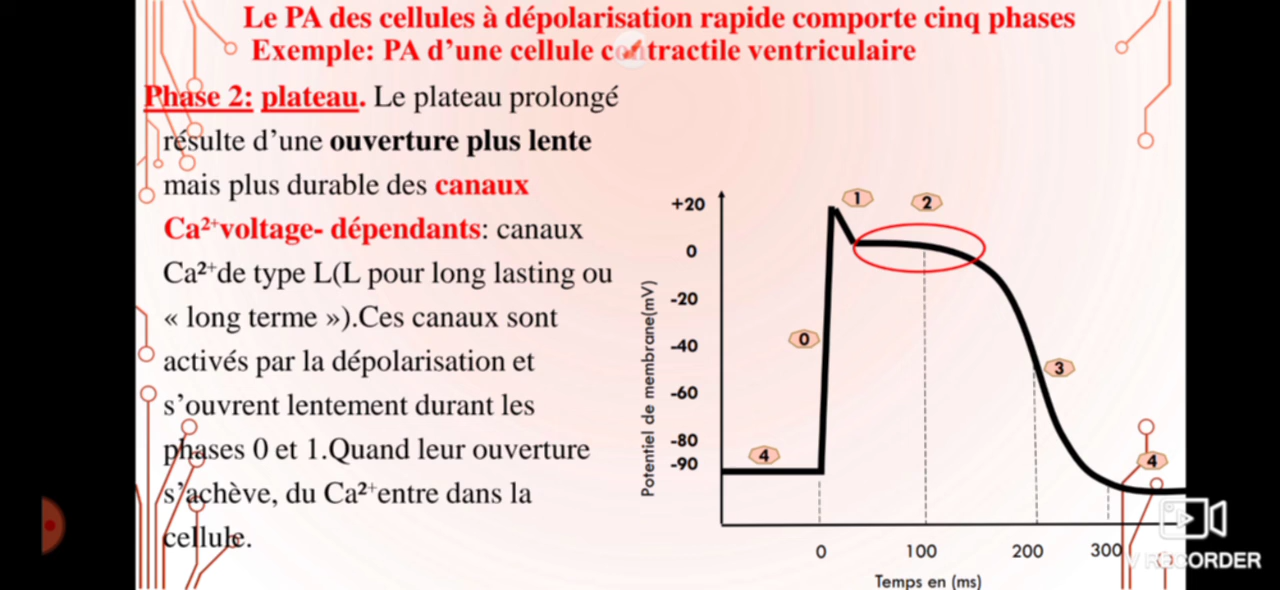 Le PA des cellules à dépolarisation rapide comporte cinq phases
Exemple: PA d'une cellule contractile ventriculaire
Phase 2: plateau. Le plateau prolongé
résulte d'une ouverture plus lente
mais plus durable des canaux
Ca²⁺voltage- dépendants: canaux
Ca²⁺de type L(L pour long lasting ou
« long terme »).Ces canaux sont
activés par la dépolarisation et
s'ouvrent lentement durant les
phases 0 et 1.Quand leur ouverture
s'achève, du Ca²⁺entre dans la
cellule.
Potentiel de membrane(mV)
+20
0
-20
-40
-60
-80
-90
4
0
1
2
3
4
0
100
200
300
Temps en (ms)
V RECORDER